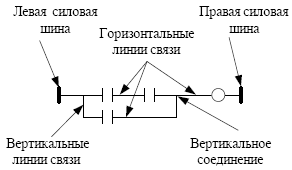 Левая силовая
шина
Правая силовая
шина
Горизонтальные
линии связи
Вертикальные
линии связи
Вертикальное
соединение